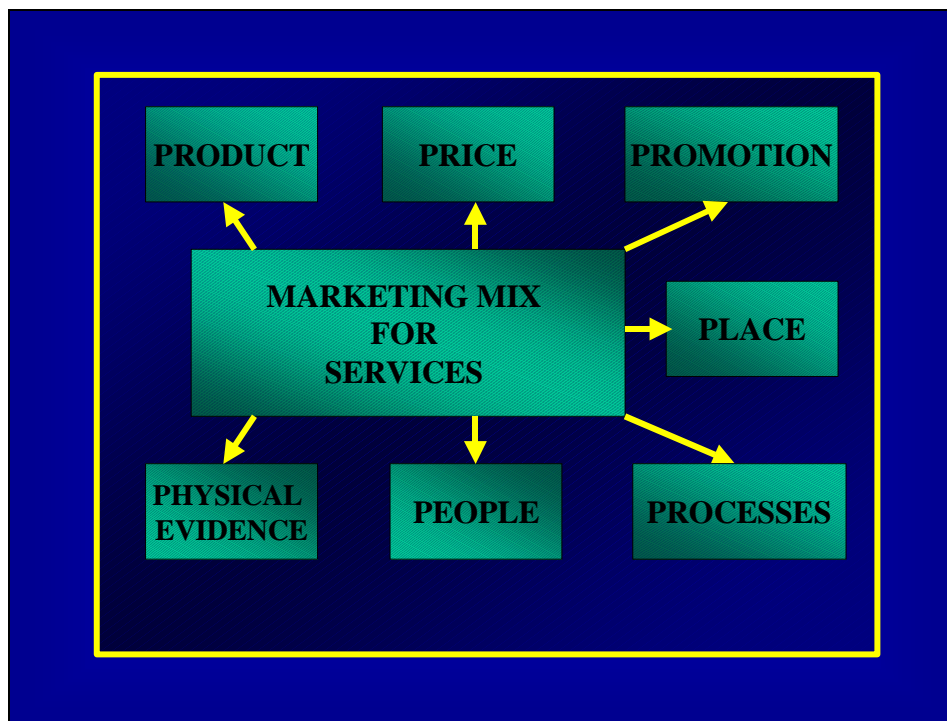 PRODUCT
PRICE
PROMOTION
MARKETING MIX
FOR
SERVICES
PLACE
PHYSICAL
EVIDENCE
PEOPLE
PROCESSES